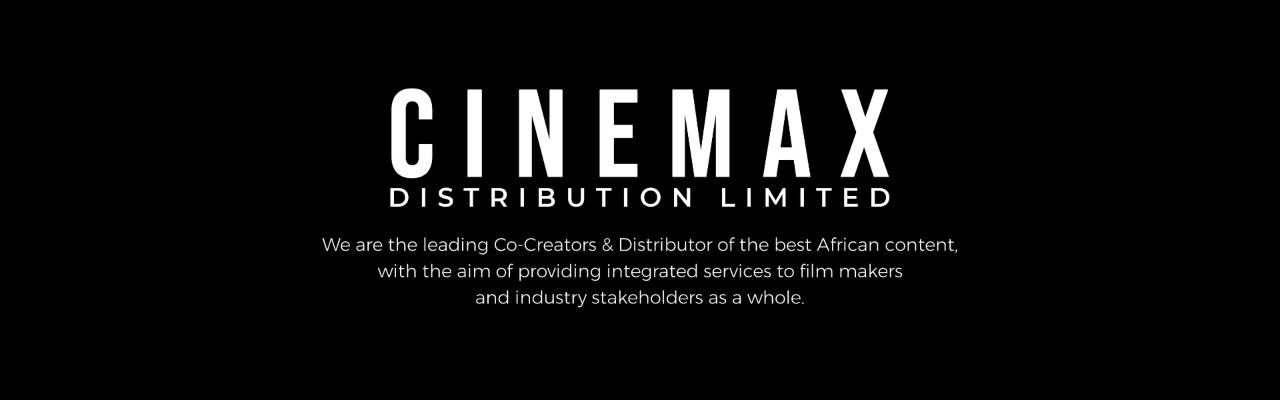 CINEMAX
DISTRIBUTION LIMITED
We are the leading Co-Creators & Distributor of the best African content,
with the aim of providing integrated services to film makers
and industry stakeholders as a whole.